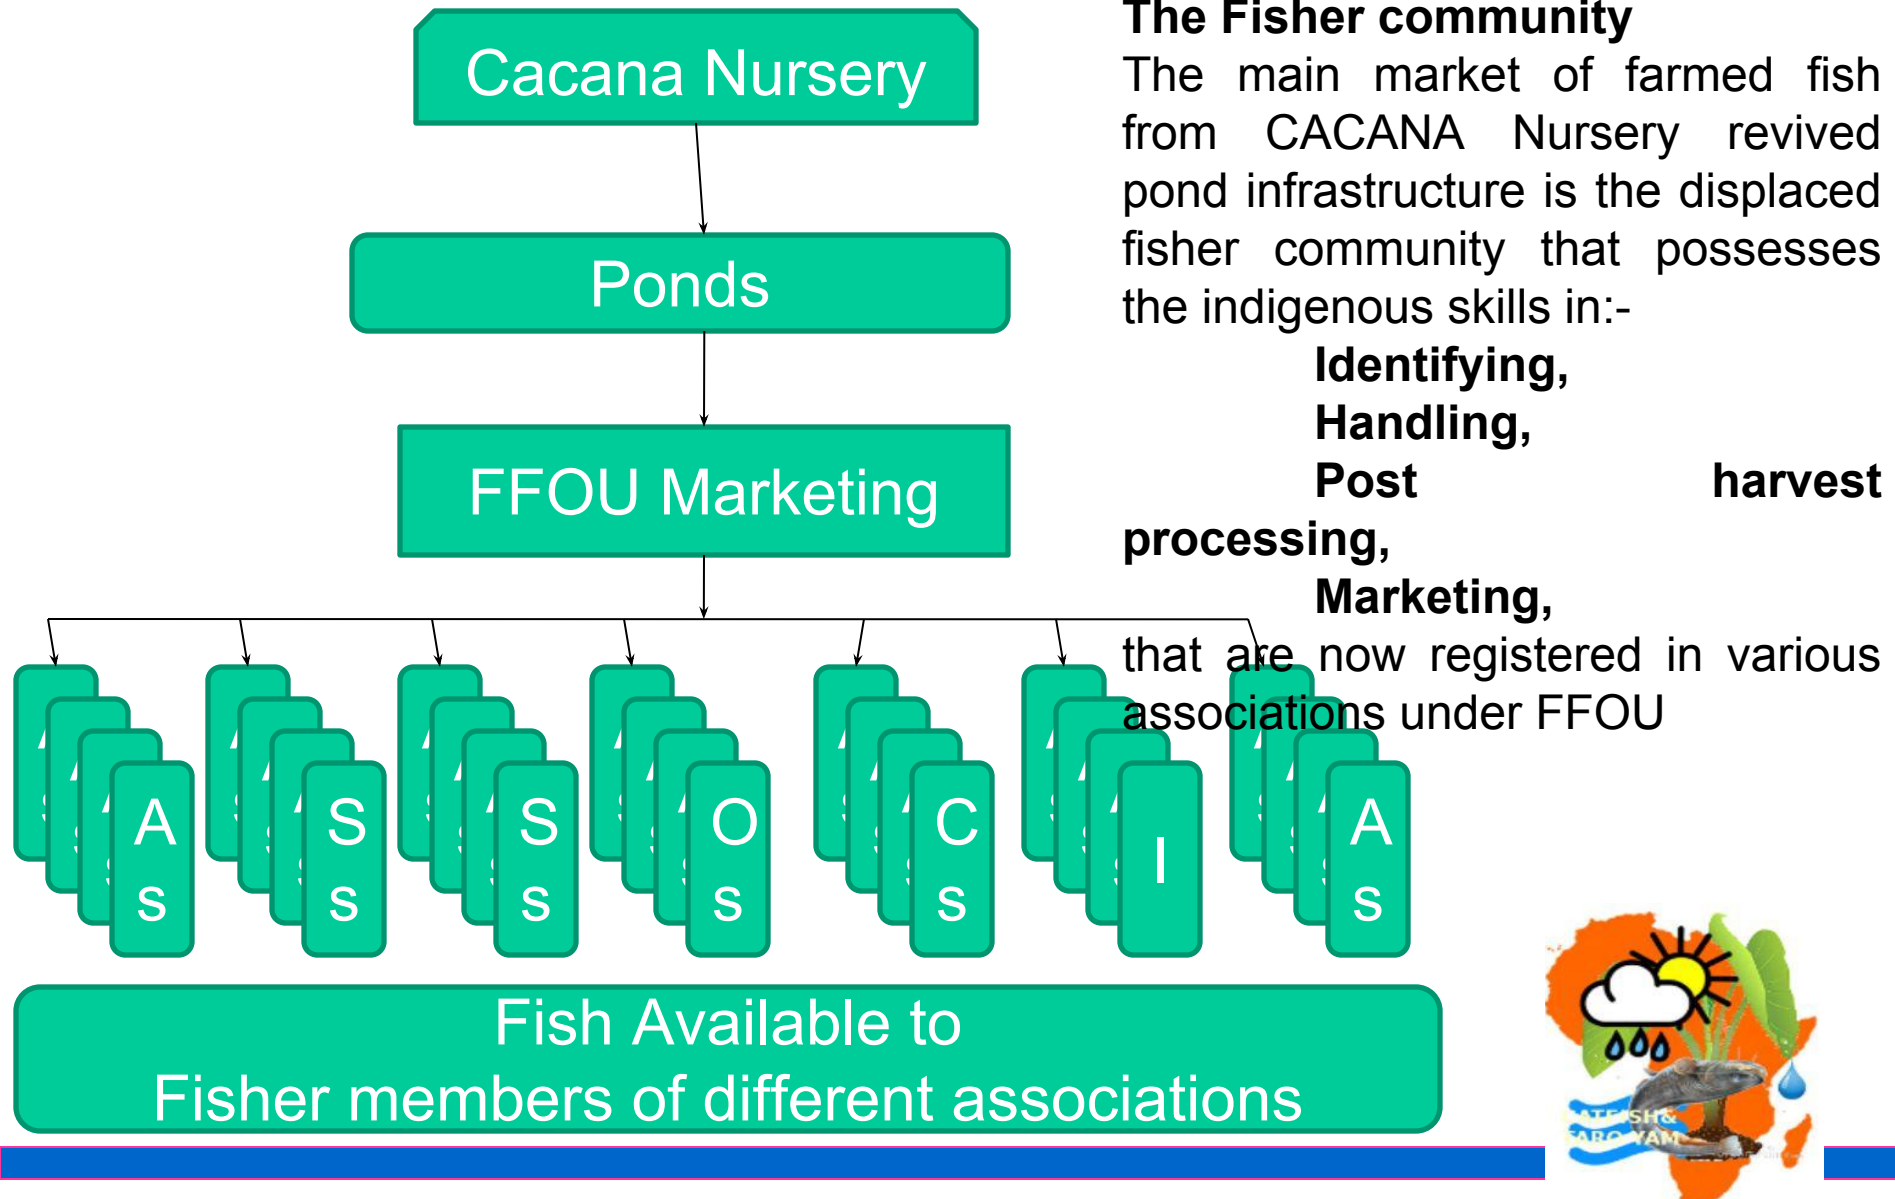 Cacana Nursery
Ponds
FFOU Marketing
A
s
S
s
S
s
O
s
C
s
I
A
s
Fish Available to
Fisher members of different associations
The Fisher community
The main market of farmed fish
from CACANA Nursery revived
pond infrastructure is the displaced
fisher community that possesses
the indigenous skills in:-
Identifying,
Handling,
Post harvest
processing,
Marketing,
that are now registered in various
associations under FFOU